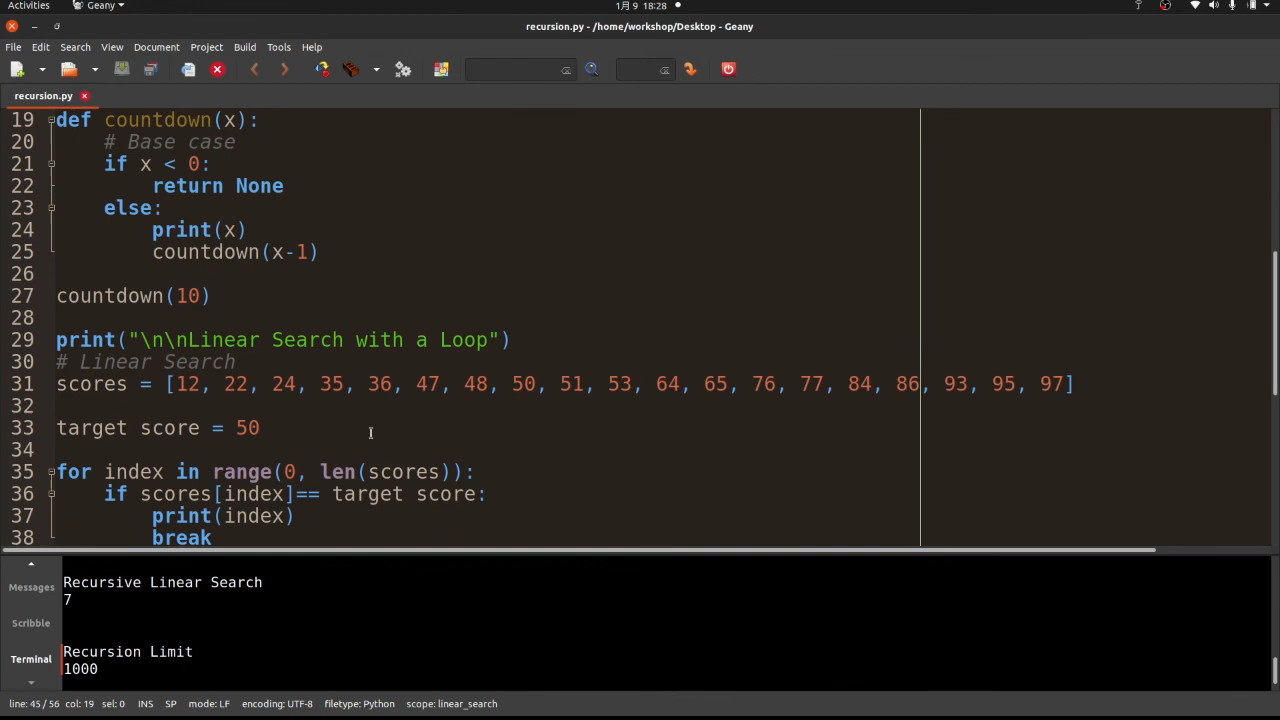 Activities Geany 1月 9 18:28
recursion.py - /home/workshop/Desktop - Geany
File Edit Search View Document Project Build Tools Help
recursion.py
19 def countdown(x):
20 # Base case
21 if x < 0:
22 return None
23 else:
24 print(x)
25 countdown(x-1)
26
27 countdown(10)
28
29 print("\n\nLinear Search with a Loop")
30 # Linear Search
31 scores = [12, 22, 24, 35, 36, 47, 48, 50, 51, 53, 64, 65, 76, 77, 84, 86, 93, 95, 97]
32
33 target score = 50
34
35 for index in range(0, len(scores)):
36 if scores[index]== target score:
37 print(index)
38 break
Messages
Scribble
Terminal
Recursive Linear Search
7
Recursion Limit
1000
line: 45 / 56 col: 19 sel: 0 INS SP mode: LF encoding: UTF-8 filetype: Python scope: linear_search